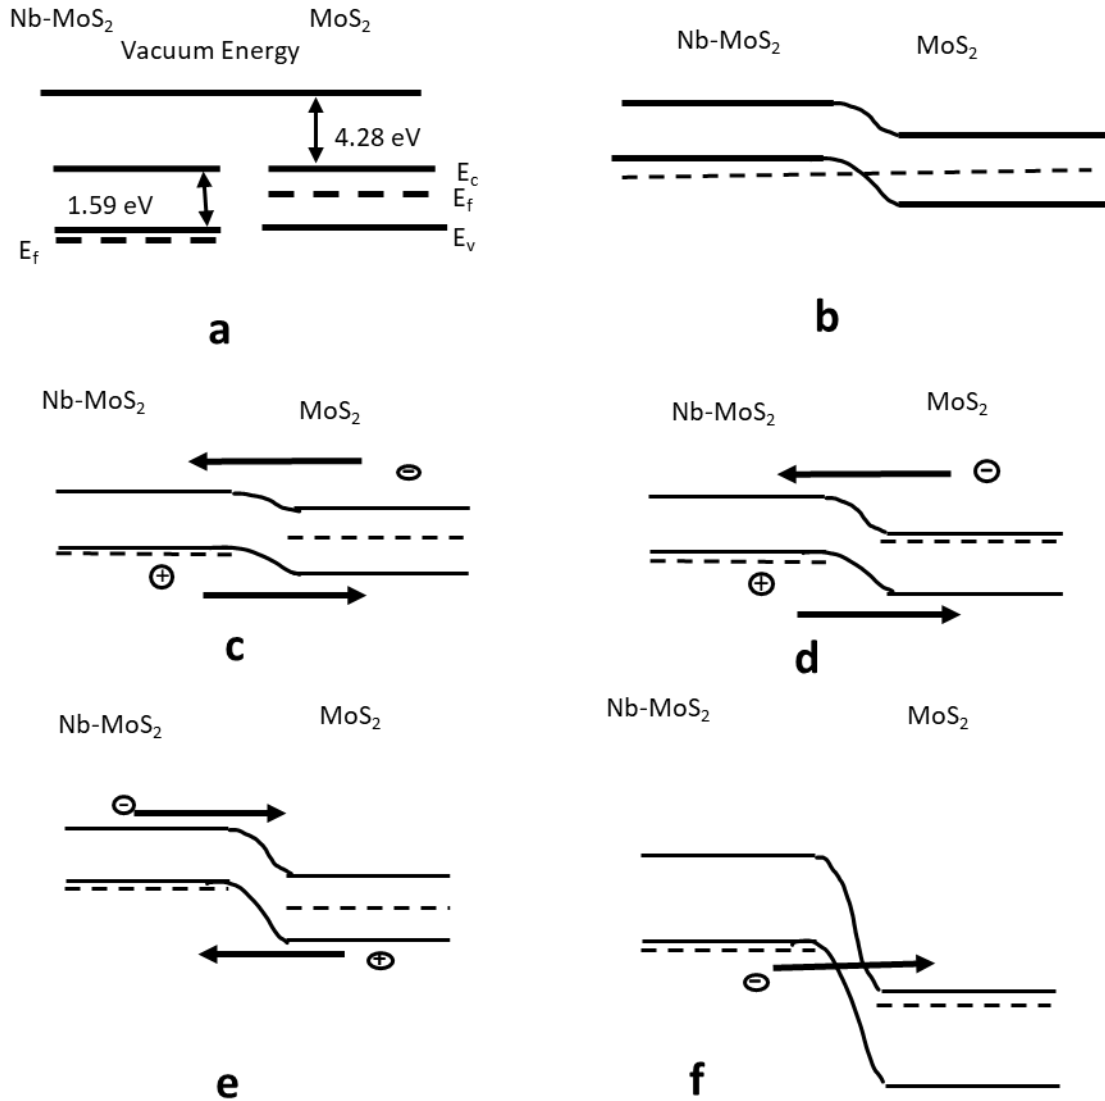 Nb-MoS₂ MoS₂
Vacuum Energy
4.28 eV
1.59 eV
E_c
E_f
E_v
E_f
a
Nb-MoS₂ MoS₂
b
Nb-MoS₂ MoS₂
−
+
c
Nb-MoS₂ MoS₂
−
+
d
Nb-MoS₂ MoS₂
−
+
e
Nb-MoS₂ MoS₂
−
f